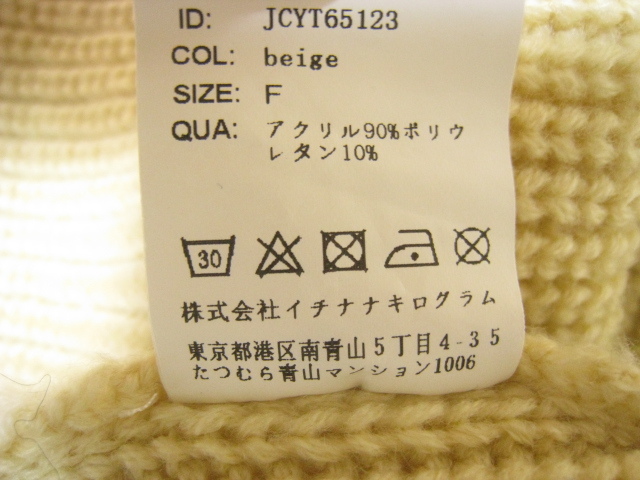 ID: JCYT65123
COL: beige
SIZE: F
QUA: アクリル90%ポリウ
レタン10%
30
株式会社イチナナキログラム
東京都港区南青山5丁目4-35
たつむら青山マンション1006